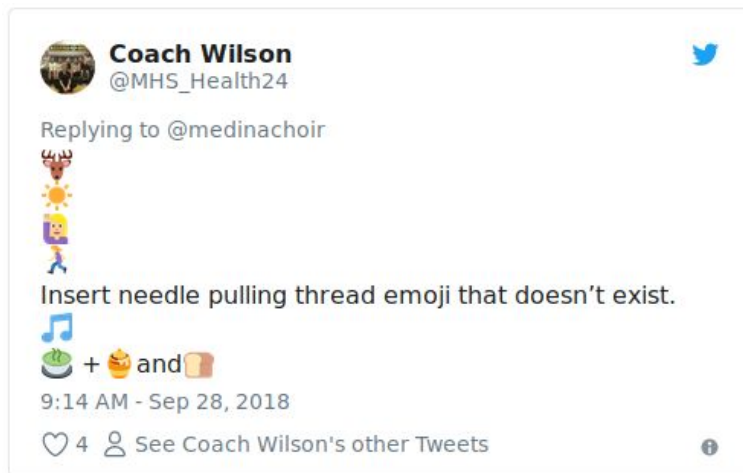 Coach Wilson
@MHS_Health24
Replying to @medinachoir
🦌
☀️
🙋🏼‍♀️
🏃🏼‍♀️
Insert needle pulling thread emoji that doesn’t exist.
🎵
🍵 + 🍯 and🍞
9:14 AM - Sep 28, 2018
4 See Coach Wilson's other Tweets